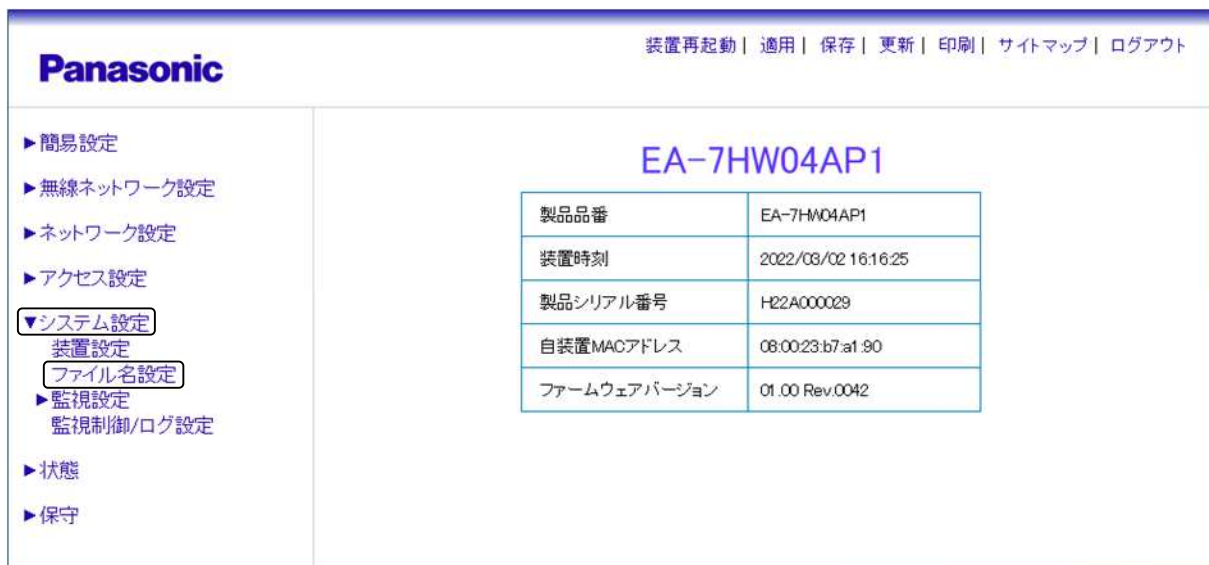 Panasonic
装置再起動| 適用| 保存| 更新| 印刷| サイトマップ| ログアウト
►簡易設定
►無線ネットワーク設定
►ネットワーク設定
►アクセス設定
▼システム設定
装置設定
ファイル名設定
►監視設定
監視制御/ログ設定
►状態
►保守
EA-7HW04AP1
製品品番 EA-7HW04AP1
装置時刻 2022/03/02 16:16:25
製品シリアル番号 H22A000029
自装置MACアドレス 08:00:23:b7:a1:90
ファームウェアバージョン 01.00 Rev.0042